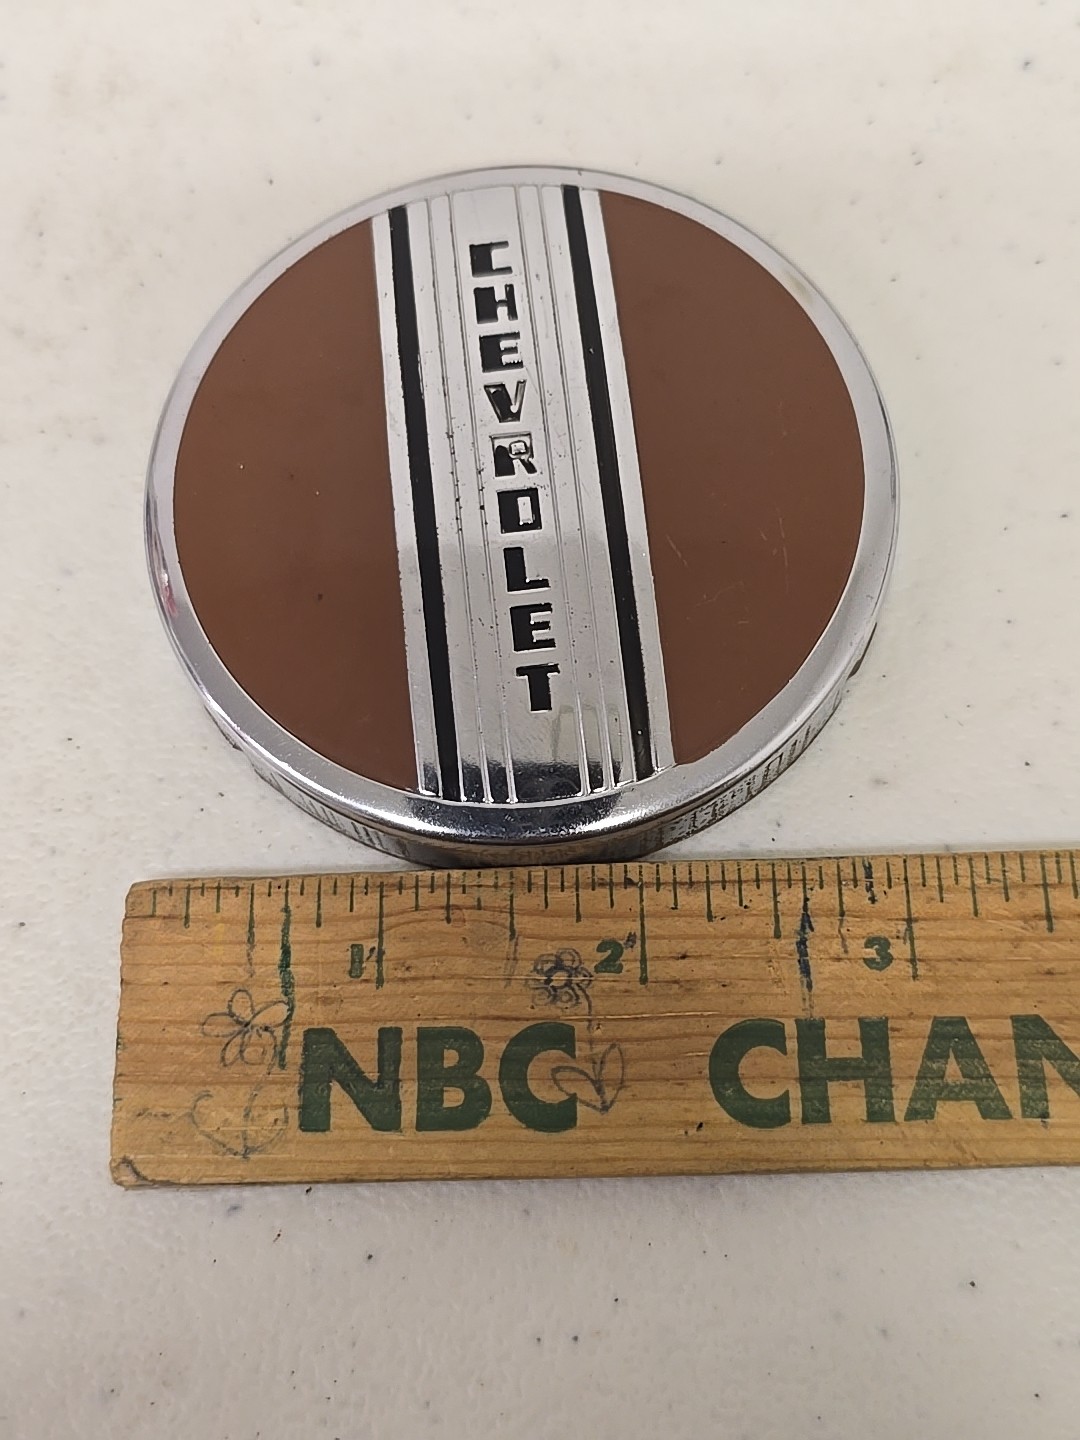 CHEVROLET
1" 2" 3"
NBC CHAN